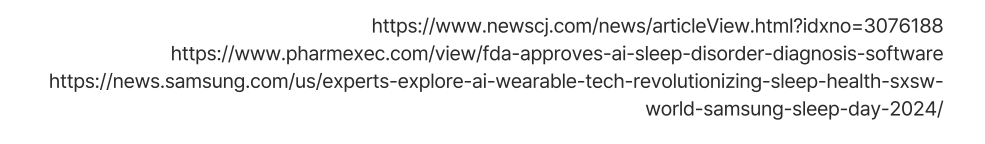 https://www.newscj.com/news/articleView.html?idxno=3076188
https://www.pharmexec.com/view/fda-approves-ai-sleep-disorder-diagnosis-software
https://news.samsung.com/us/experts-explore-ai-wearable-tech-revolutionizing-sleep-health-sxsw-
world-samsung-sleep-day-2024/